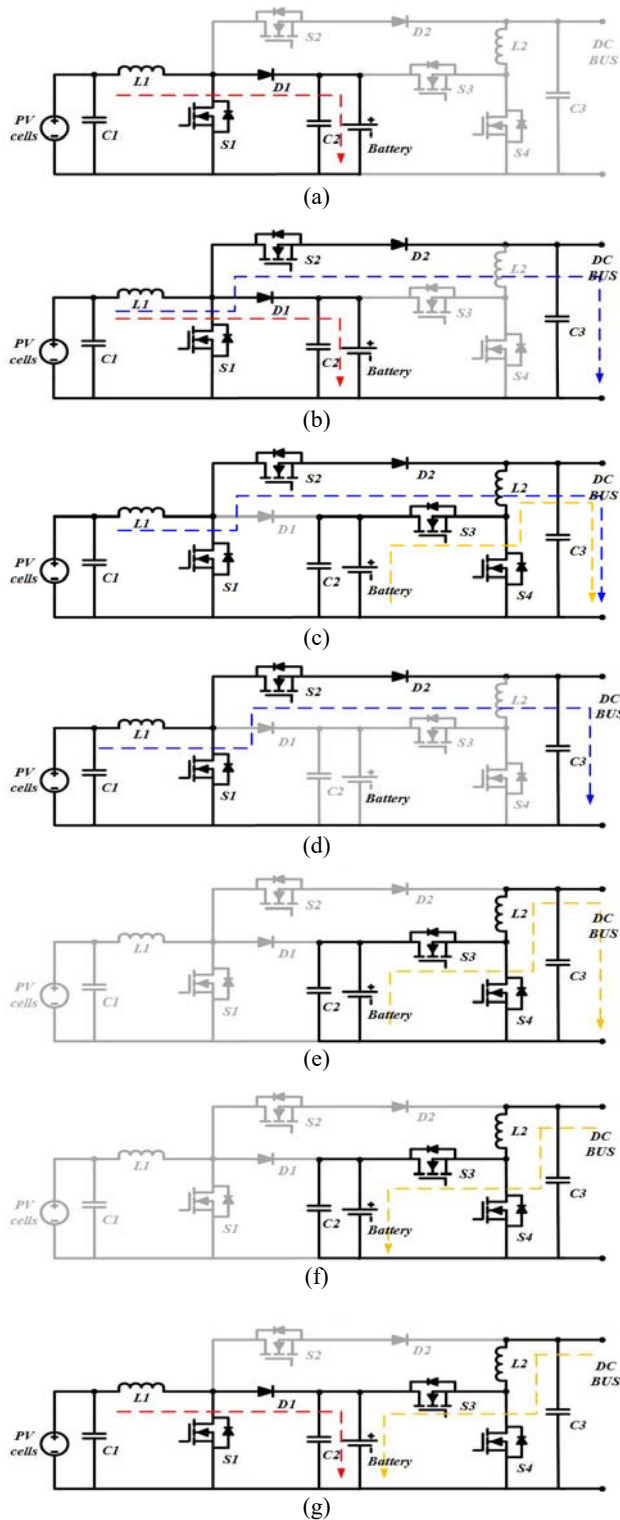 S2 D2 L2 DC BUS
L1 D1 S3
PV cells C1 S1 C2 Battery S4 C3
(a)
S2 D2 L2 DC BUS
L1 D1 S3
PV cells C1 S1 C2 Battery S4 C3
(b)
S2 D2 L2 DC BUS
L1 D1 S3
PV cells C1 S1 C2 Battery S4 C3
(c)
S2 D2 L2 DC BUS
L1 D1 S3
PV cells C1 S1 C2 Battery S4 C3
(d)
S2 D2 L2 DC BUS
L1 D1 S3
PV cells C1 S1 C2 Battery S4 C3
(e)
S2 D2 L2 DC BUS
L1 D1 S3
PV cells C1 S1 C2 Battery S4 C3
(f)
S2 D2 L2 DC BUS
L1 D1 S3
PV cells C1 S1 C2 Battery S4 C3
(g)